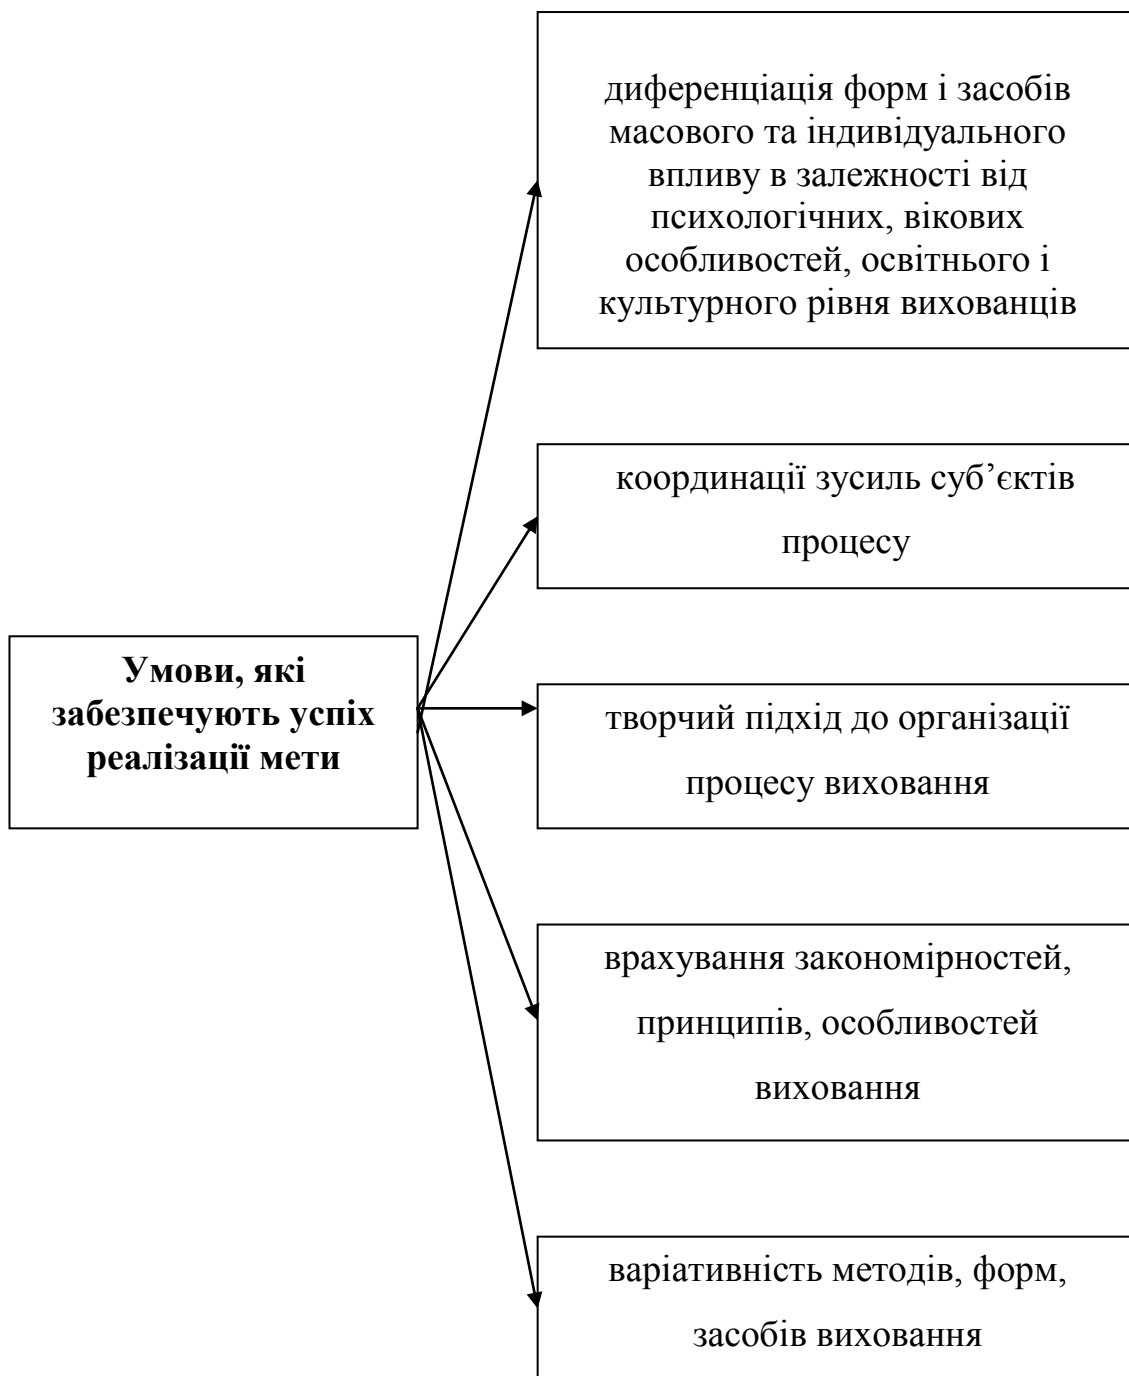 диференціація форм і засобів
масового та індивідуального
впливу в залежності від
психологічних, вікових
особливостей, освітнього і
культурного рівня вихованців
координації зусиль суб’єктів
процесу
Умови, які
забезпечують успіх
реалізації мети
творчий підхід до організації
процесу виховання
врахування закономірностей,
принципів, особливостей
виховання
варіативність методів, форм,
засобів виховання